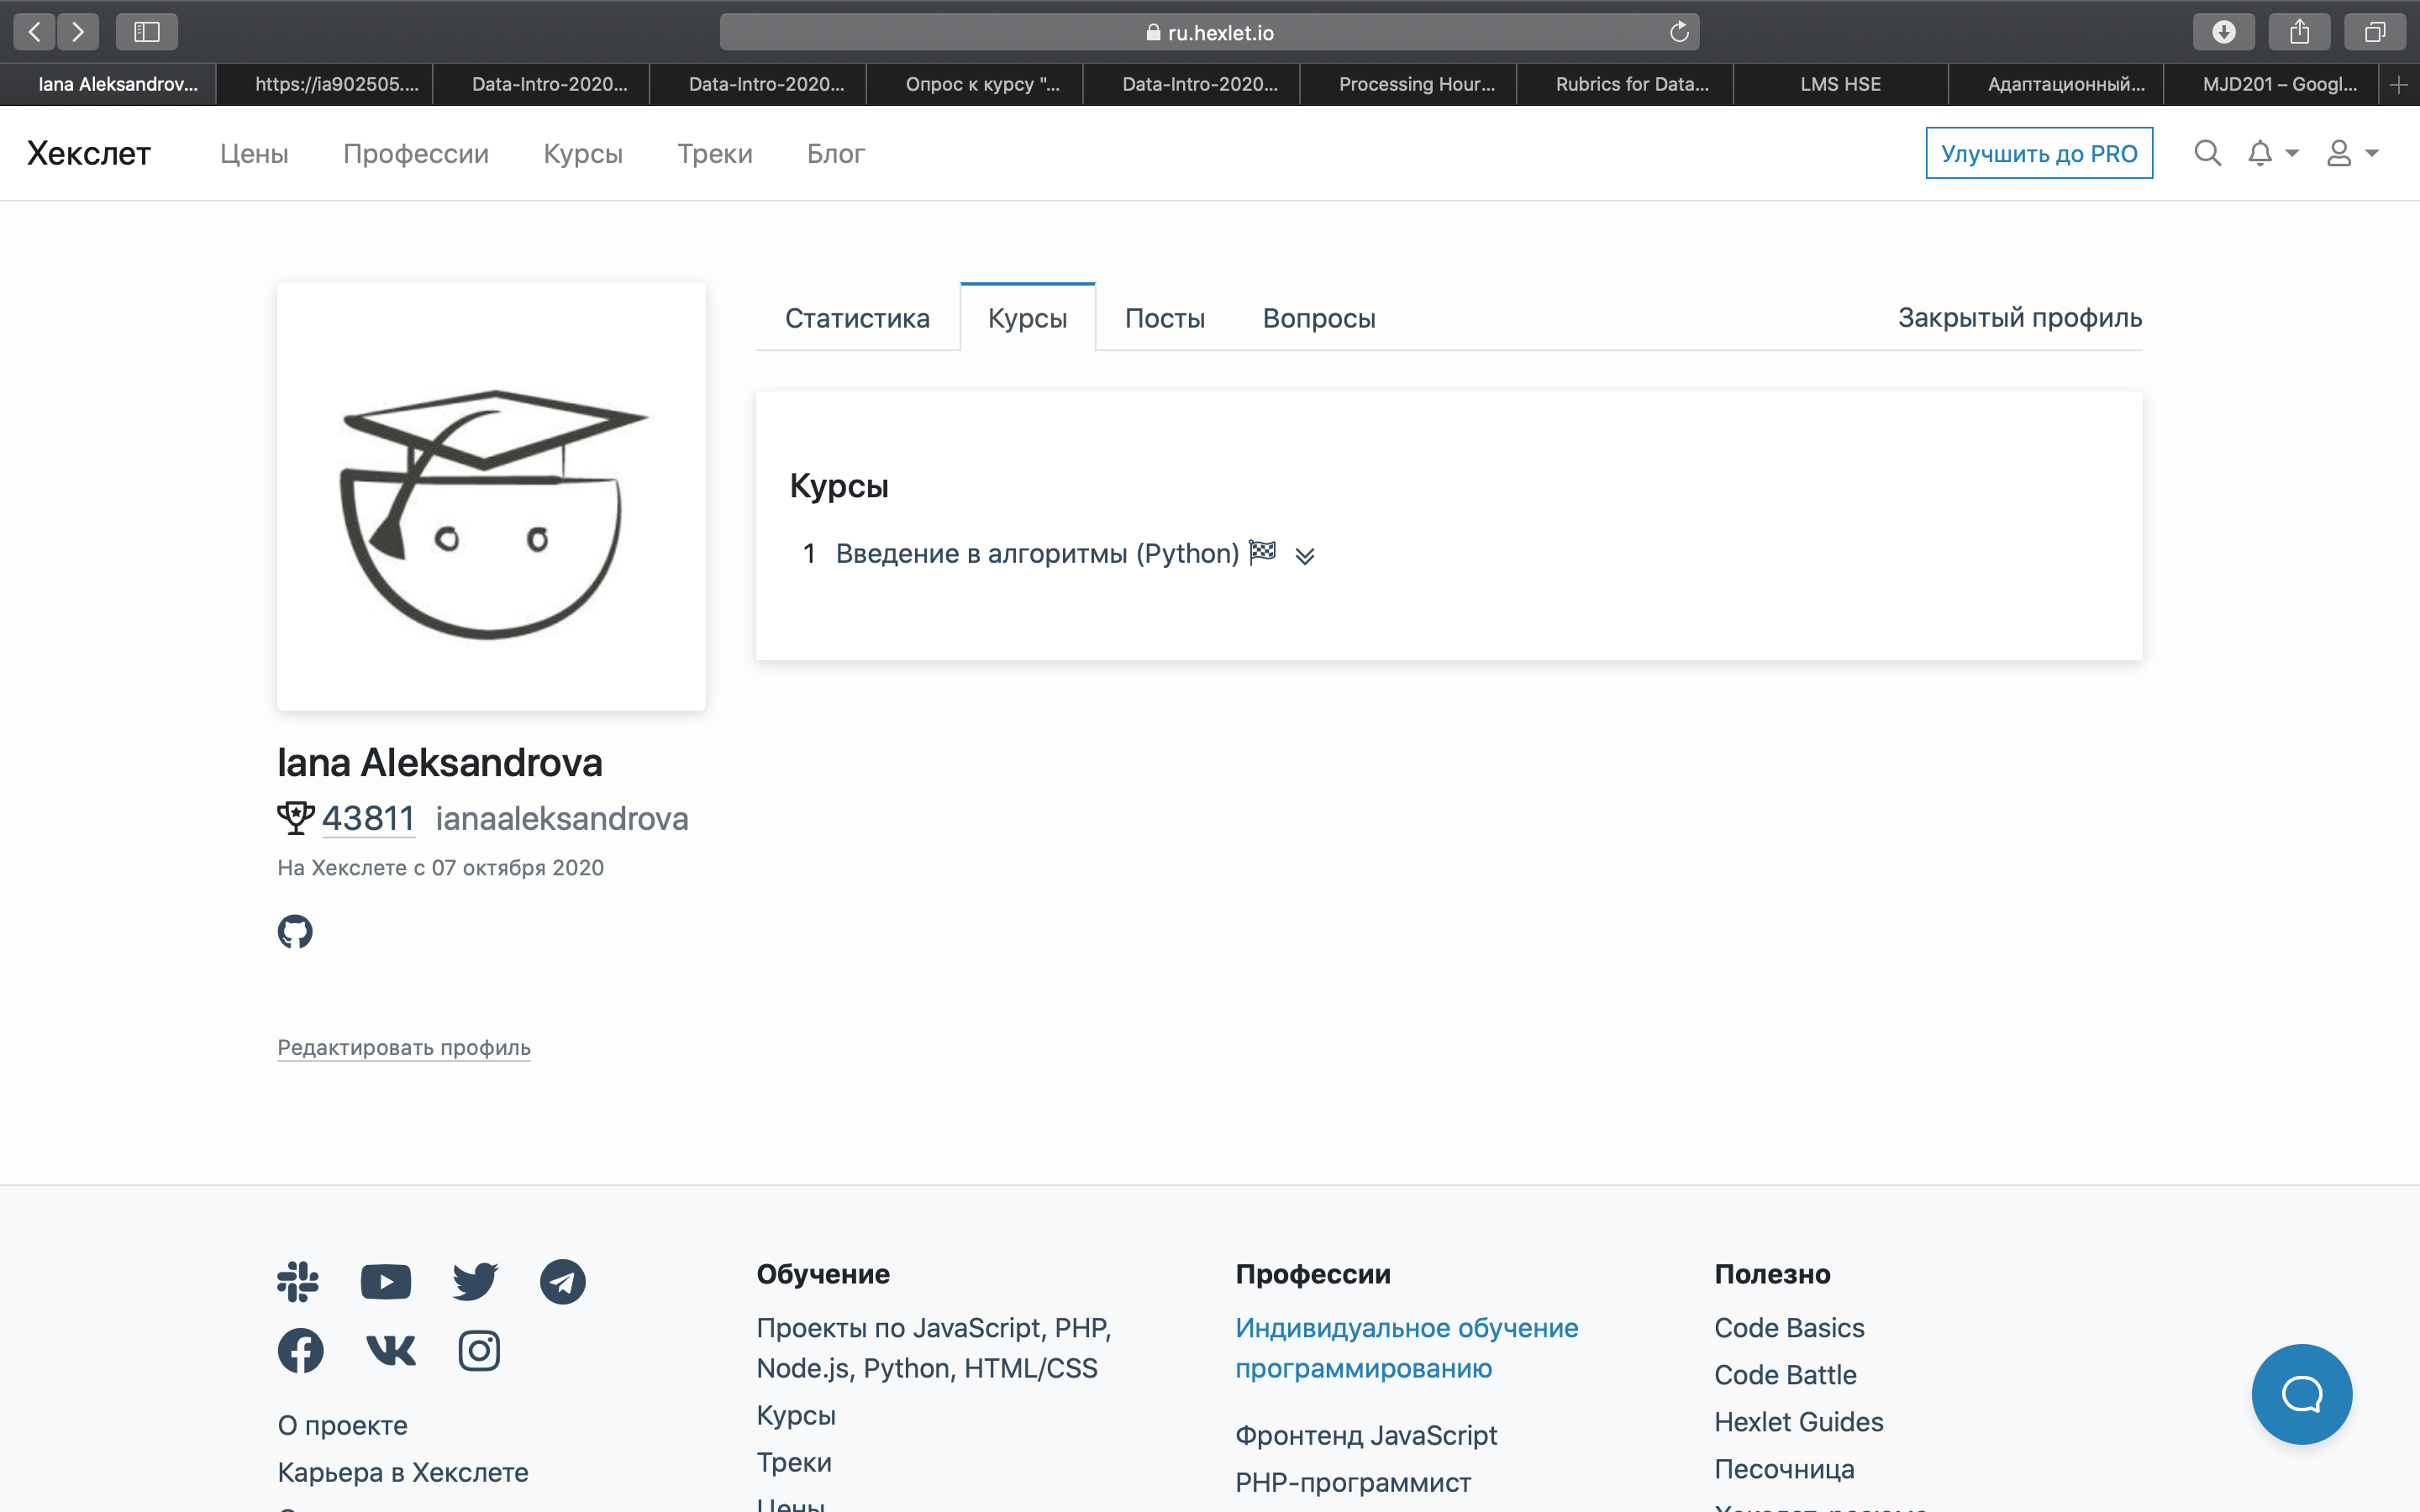 ru.hexlet.io
Iana Aleksandrov...
https://ia902505....
Data-Intro-2020...
Data-Intro-2020...
Опрос к курсу "...
Data-Intro-2020...
Processing Hour...
Rubrics for Data...
LMS HSE
Адаптационный...
MJD201 – Googl...
Хекслет
Цены
Профессии
Курсы
Треки
Блог
Улучшить до PRO
Статистика
Курсы
Посты
Вопросы
Закрытый профиль
Курсы
1 Введение в алгоритмы (Python)
Iana Aleksandrova
43811 ianaaleksandrova
На Хекслете с 07 октября 2020
Редактировать профиль
О проекте
Карьера в Хекслете
Обучение
Проекты по JavaScript, PHP,
Node.js, Python, HTML/CSS
Курсы
Треки
Цены
Профессии
Индивидуальное обучение
программированию
Фронтенд JavaScript
PHP-программист
Полезно
Code Basics
Code Battle
Hexlet Guides
Песочница